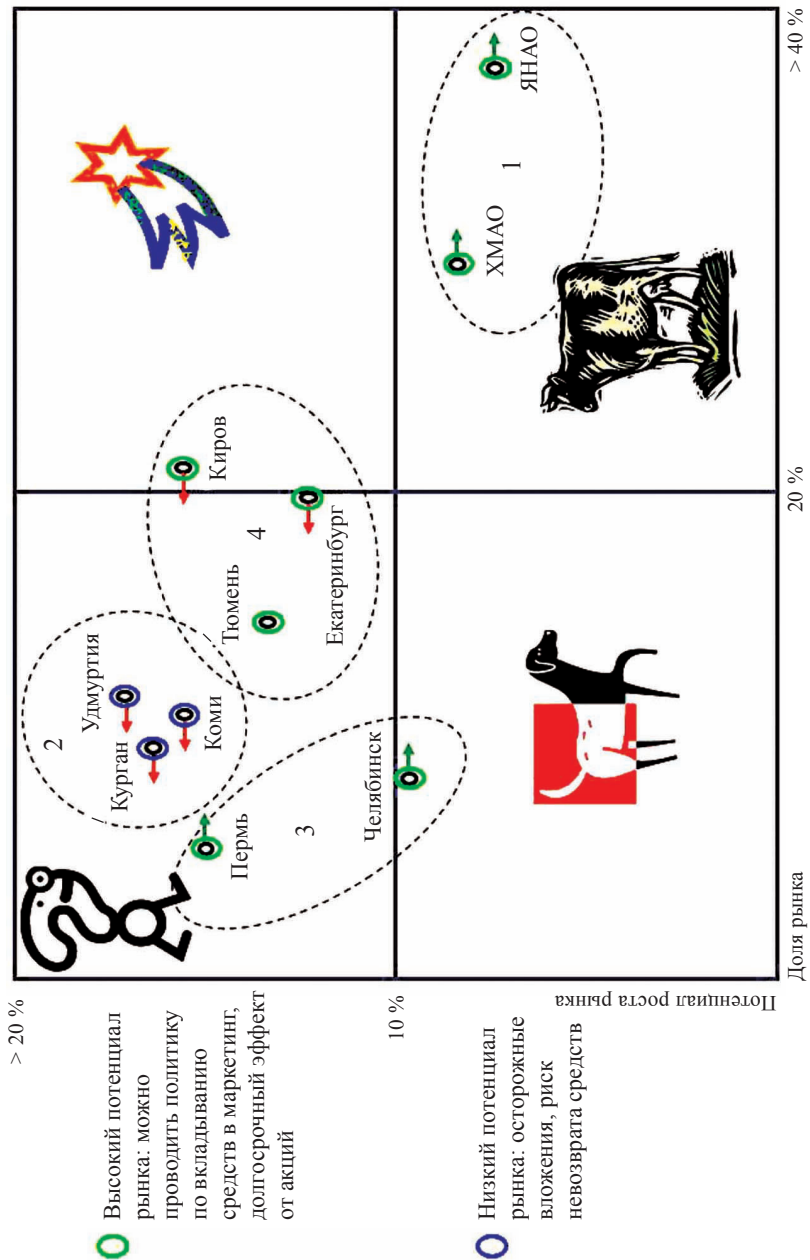 > 20 %
10 %
Потенциал роста рынка
Доля рынка
20 %
> 40 %
2
Удмуртия
Курган
Коми
Пермь
3
Челябинск
Тюмень
4
Екатеринбург
Киров
ХМАО
1
ЯНАО
Высокий потенциал
рынка: можно
проводить политику
по вкладыванию
средств в маркетинг,
долгосрочный эффект
от акций
Низкий потенциал
рынка: осторожные
вложения, риск
невозврата средств